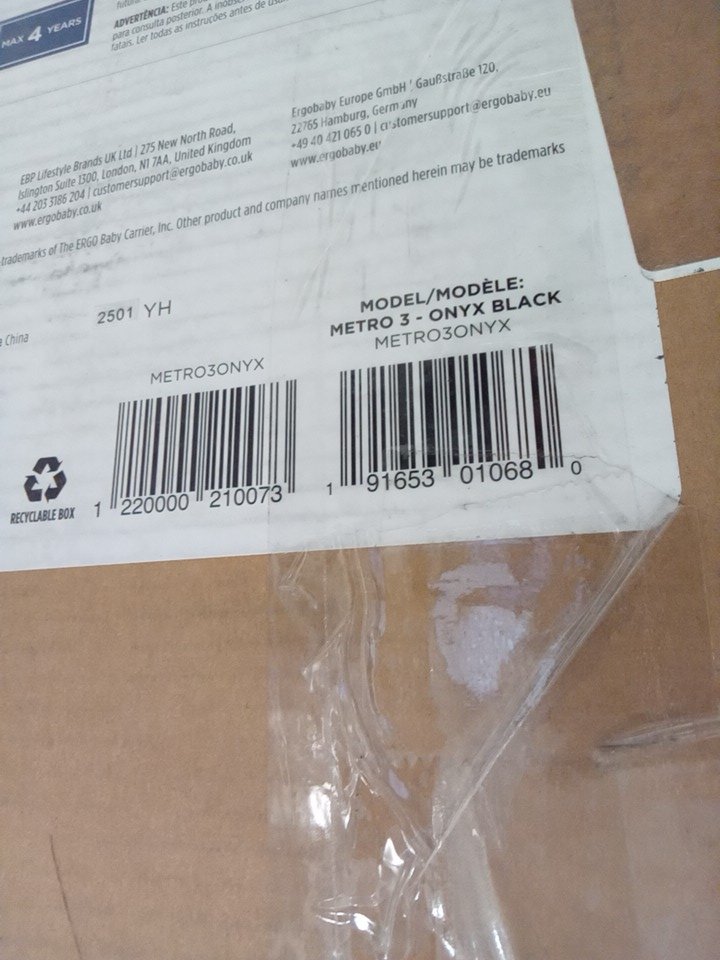 MAX 4 YEARS
ADVERTÊNCIA: Este
para consulta posterior. A
fatais. Ler todas as instruções antes de
EBP Lifestyle Brands UK Ltd | 275 New North Road,
Islington Suite 1300, London, N1 7AA, United Kingdom
+44 203 3186 204 | customersupport@ergobaby.co.uk
www.ergobaby.co.uk
Ergobaby Europe GmbH | Gaußstraße 120,
22765 Hamburg, Germany
+49 40 421 065 0 | customersupport@ergobaby.eu
www.ergobaby.eu
trademarks of The ERGO Baby Carrier, Inc. Other product and company names mentioned herein may be trademarks
China
2501 YH
MODEL/MODÈLE:
METRO 3 - ONYX BLACK
METRO3ONYX
METRO3ONYX
RECYCLABLE BOX
1 220000 210073
1 91653 01068 0